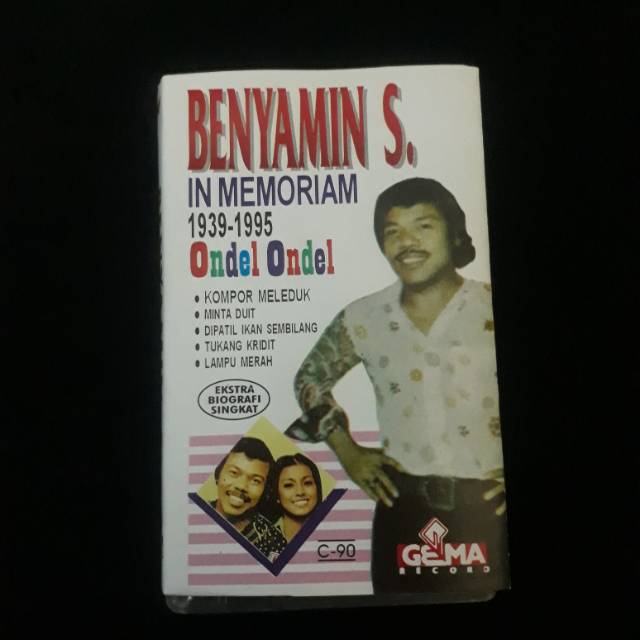 BENYAMIN S.
IN MEMORIAM
1939-1995
Ondel Ondel
• KOMPOR MELEDUK
• MINTA DUIT
• DIPATIL IKAN SEMBILANG
• TUKANG KRIDIT
• LAMPU MERAH
EKSTRA
BIOGRAFI
SINGKAT
C-90
GEMA
RECORD